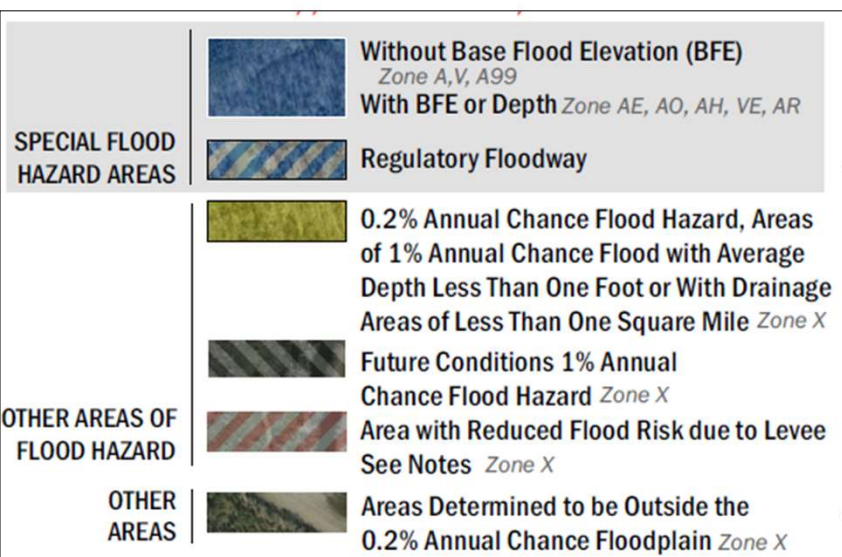 Without Base Flood Elevation (BFE)
Zone A,V, A99
With BFE or Depth Zone AE, AO, AH, VE, AR
SPECIAL FLOOD
HAZARD AREAS
Regulatory Floodway
0.2% Annual Chance Flood Hazard, Areas
of 1% Annual Chance Flood with Average
Depth Less Than One Foot or With Drainage
Areas of Less Than One Square Mile Zone X
Future Conditions 1% Annual
Chance Flood Hazard Zone X
OTHER AREAS OF
FLOOD HAZARD
Area with Reduced Flood Risk due to Levee
See Notes Zone X
OTHER
AREAS
Areas Determined to be Outside the
0.2% Annual Chance Floodplain Zone X